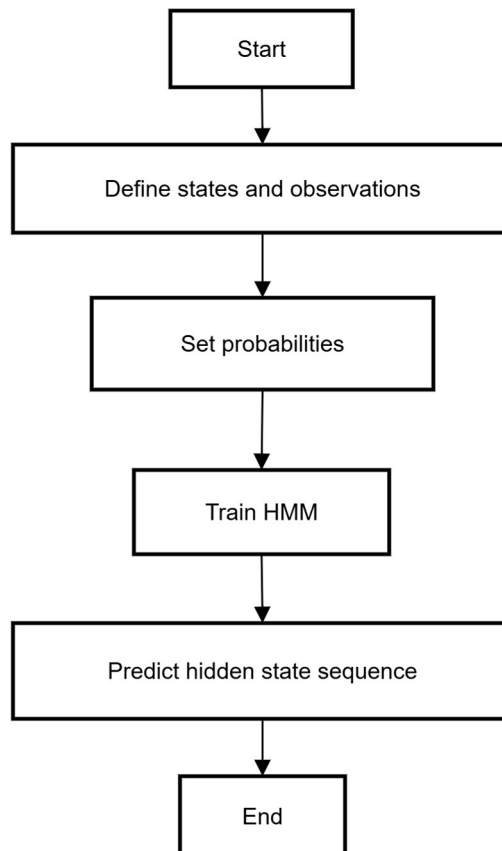 Start
Define states and observations
Set probabilities
Train HMM
Predict hidden state sequence
End